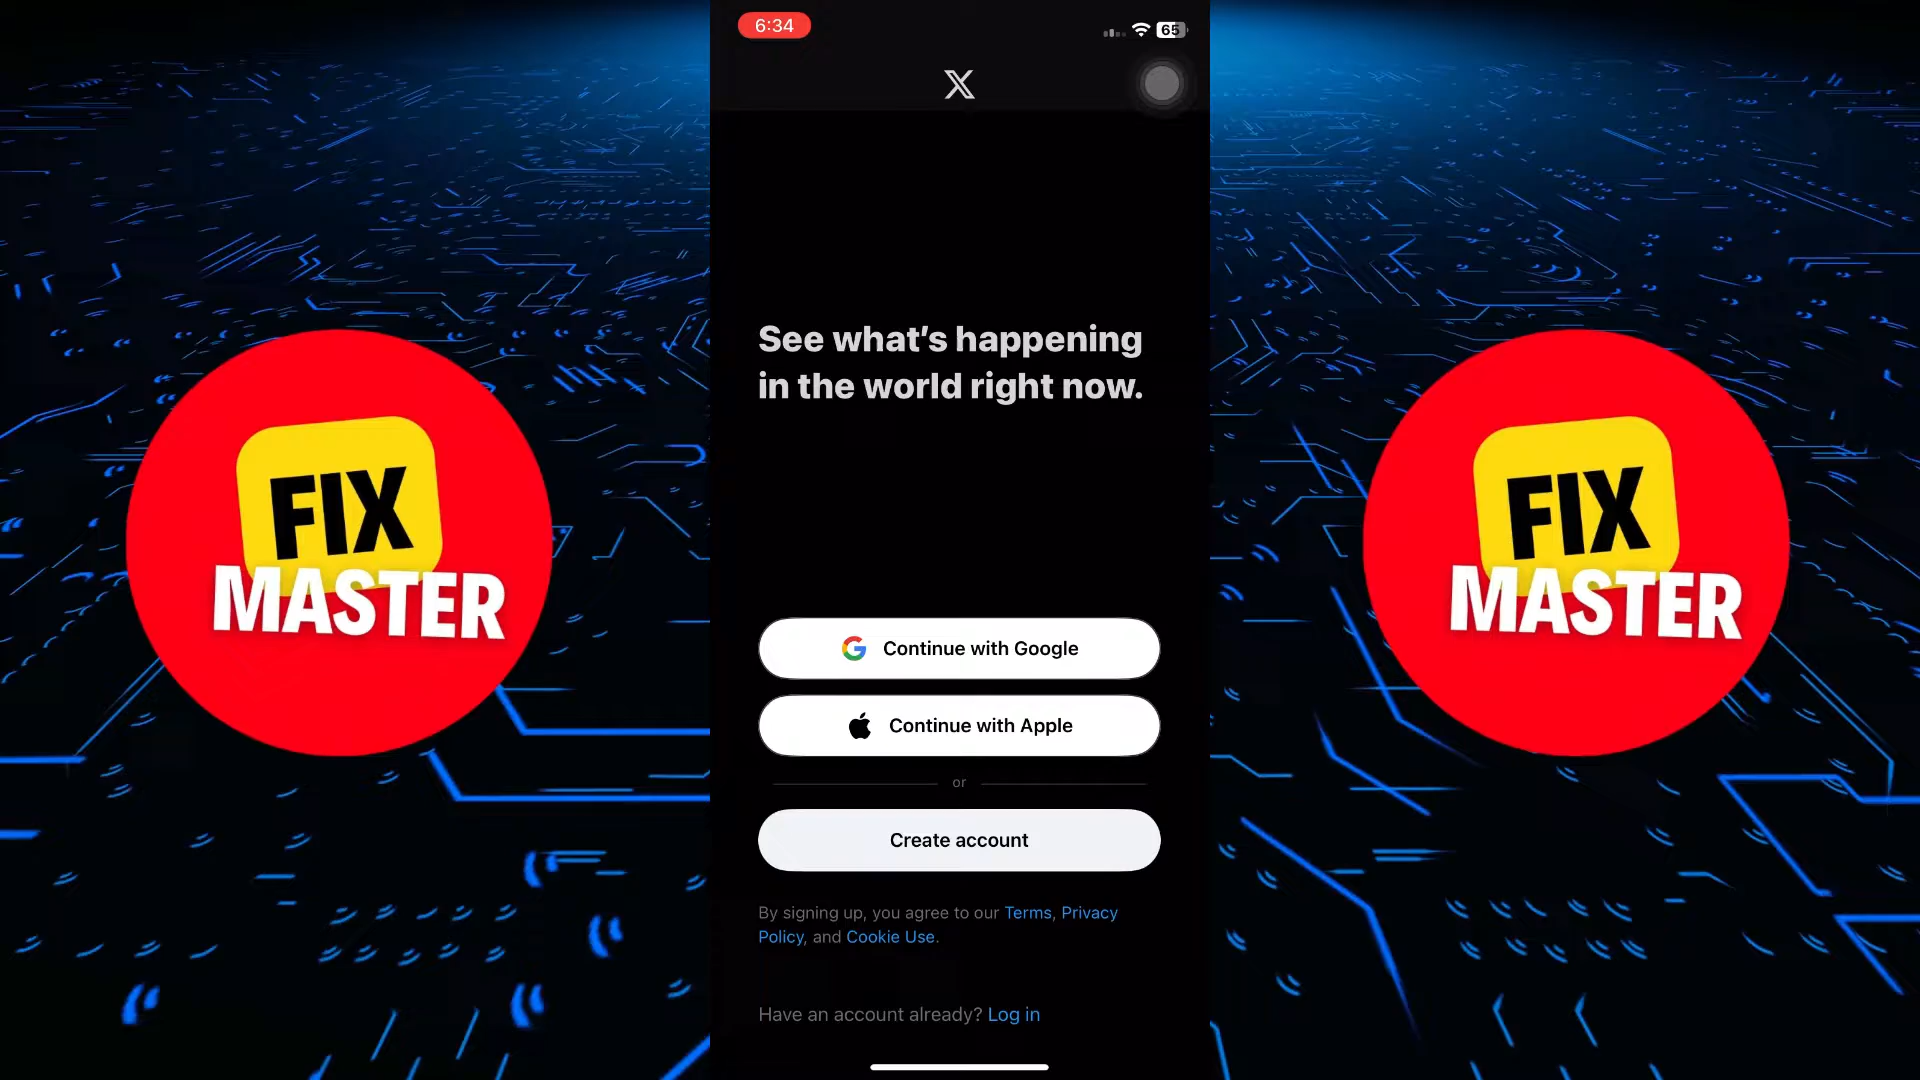 6:34
65
X
See what’s happening
in the world right now.
FIX
MASTER
FIX
MASTER
Continue with Google
Continue with Apple
or
Create account
By signing up, you agree to our Terms, Privacy
Policy, and Cookie Use.
Have an account already? Log in